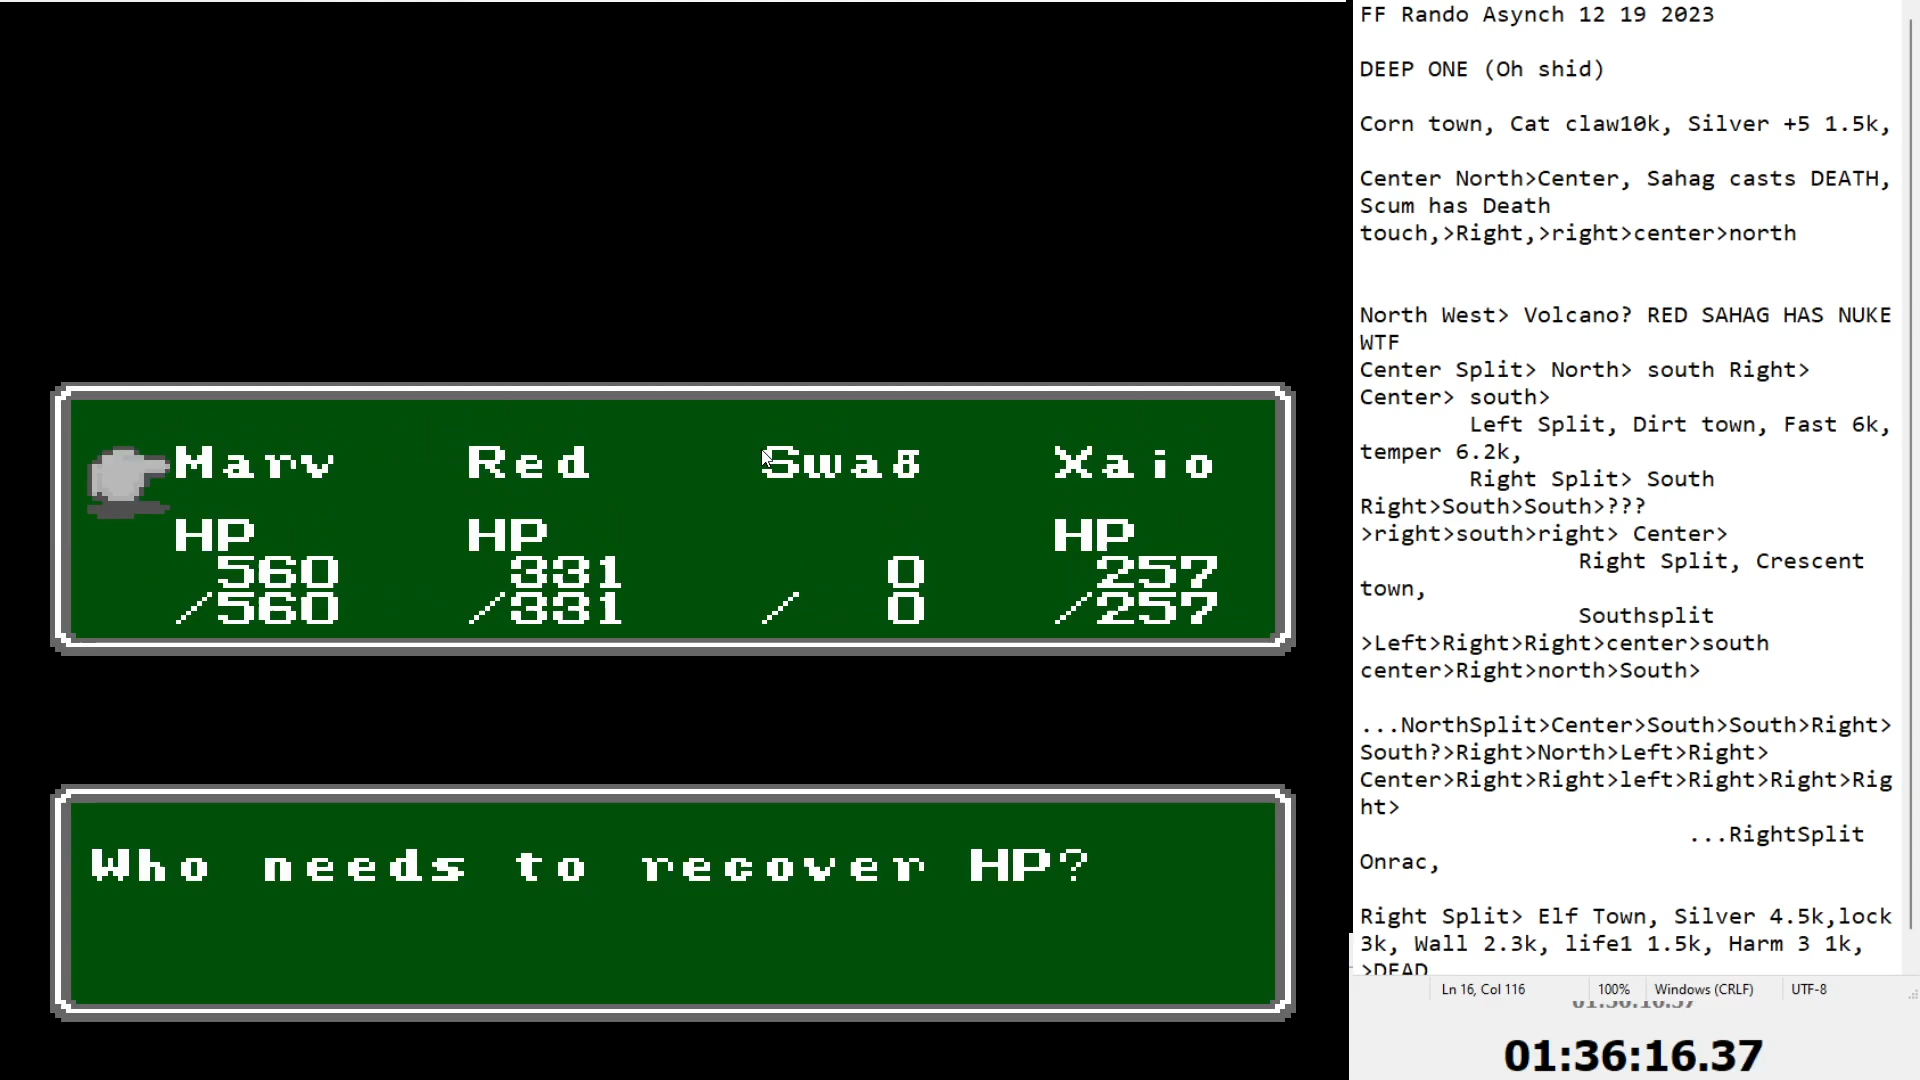 Marv Red Swa8 Xaio
HP HP HP
560 331 0 257
/560 /331 / 0 /257
Who needs to recover HP?
FF Rando Asynch 12 19 2023
DEEP ONE (Oh shid)
Corn town, Cat claw10k, Silver +5 1.5k,
Center North>Center, Sahag casts DEATH,
Scum has Death
touch,>Right,>right>center>north
North West> Volcano? RED SAHAG HAS NUKE
WTF
Center Split> North> south Right>
Center> south>
Left Split, Dirt town, Fast 6k,
temper 6.2k,
Right Split> South
Right>South>South>???
>right>south>right> Center>
Right Split, Crescent
town,
Southsplit
>Left>Right>Right>center>south
center>Right>north>South>
...NorthSplit>Center>South>South>Right>
South?>Right>North>Left>Right>
Center>Right>Right>left>Right>Right>Rig
ht>
...RightSplit
Onrac,
Right Split> Elf Town, Silver 4.5k,lock
3k, Wall 2.3k, life1 1.5k, Harm 3 1k,
>DEAD
Ln 16, Col 116 100% Windows (CRLF) UTF-8
01:36:16.37